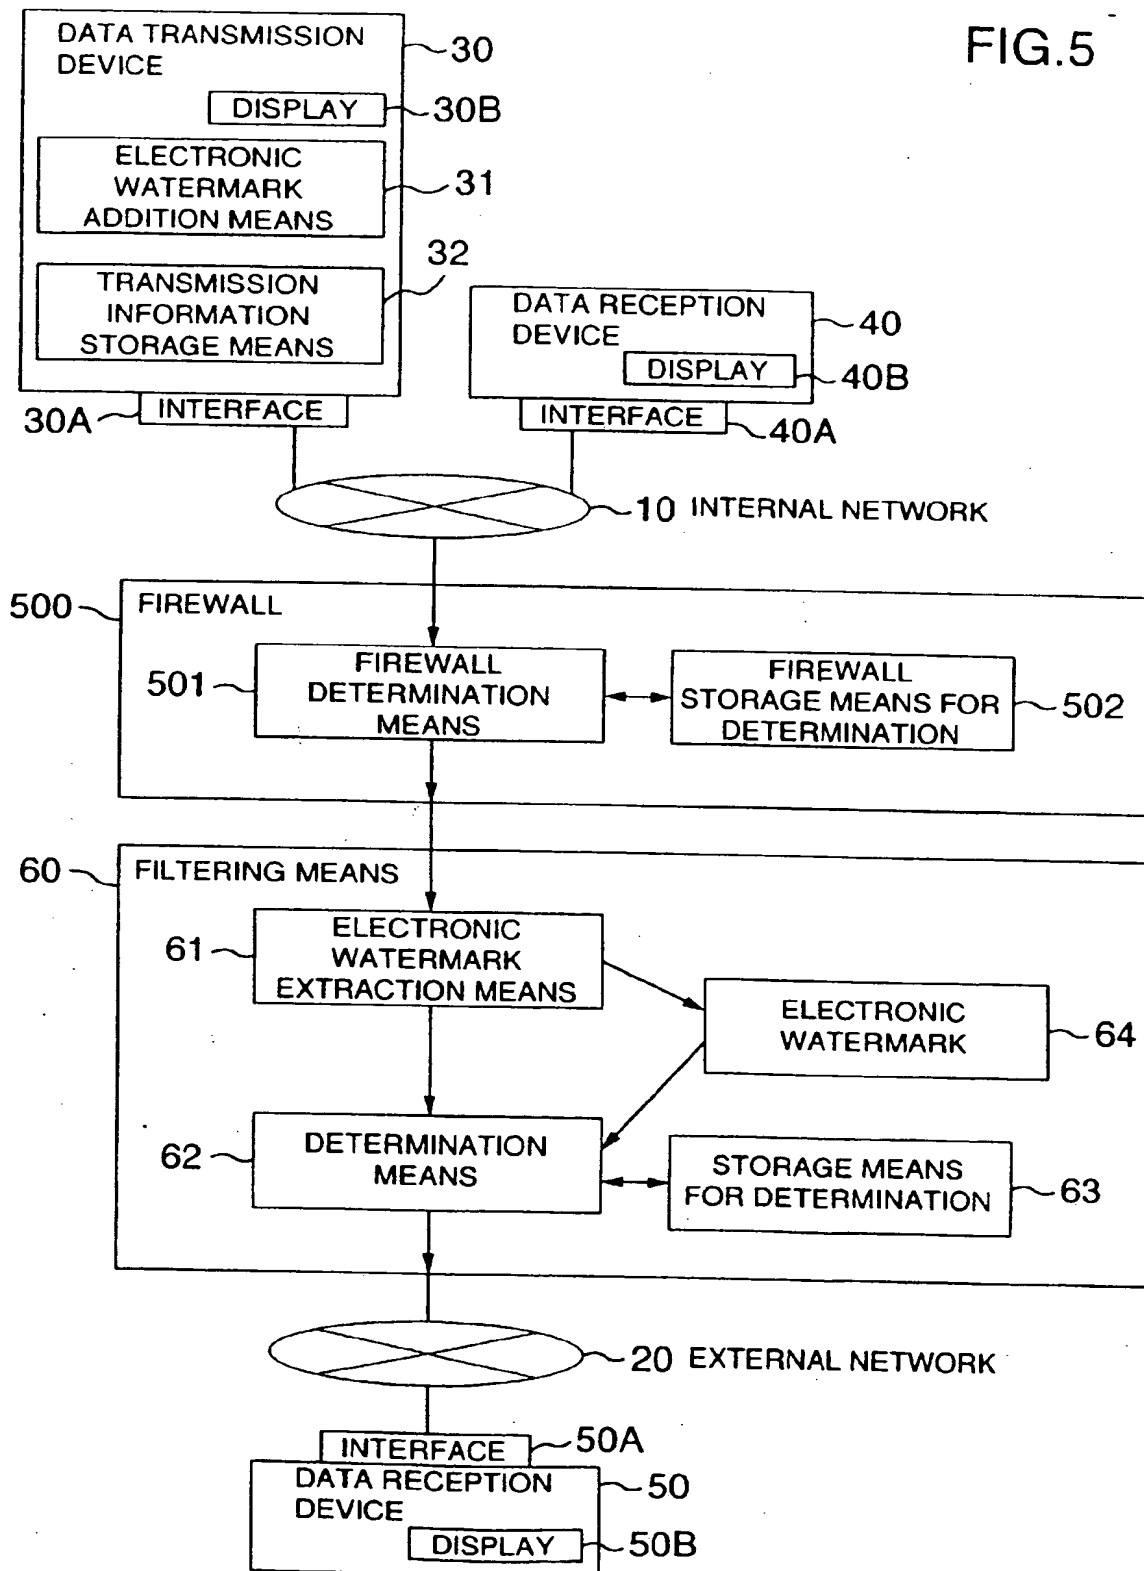 FIG.5
DATA TRANSMISSION
DEVICE
30
DISPLAY
30B
ELECTRONIC
WATERMARK
ADDITION MEANS
31
TRANSMISSION
INFORMATION
STORAGE MEANS
32
30A
INTERFACE
DATA RECEPTION
DEVICE
40
DISPLAY
40B
INTERFACE
40A
10 INTERNAL NETWORK
500
FIREWALL
501
FIREWALL
DETERMINATION
MEANS
FIREWALL
STORAGE MEANS FOR
DETERMINATION
502
60
FILTERING MEANS
61
ELECTRONIC
WATERMARK
EXTRACTION MEANS
ELECTRONIC
WATERMARK
64
62
DETERMINATION
MEANS
STORAGE MEANS
FOR DETERMINATION
63
20 EXTERNAL NETWORK
INTERFACE
50A
DATA RECEPTION
DEVICE
50
DISPLAY
50B